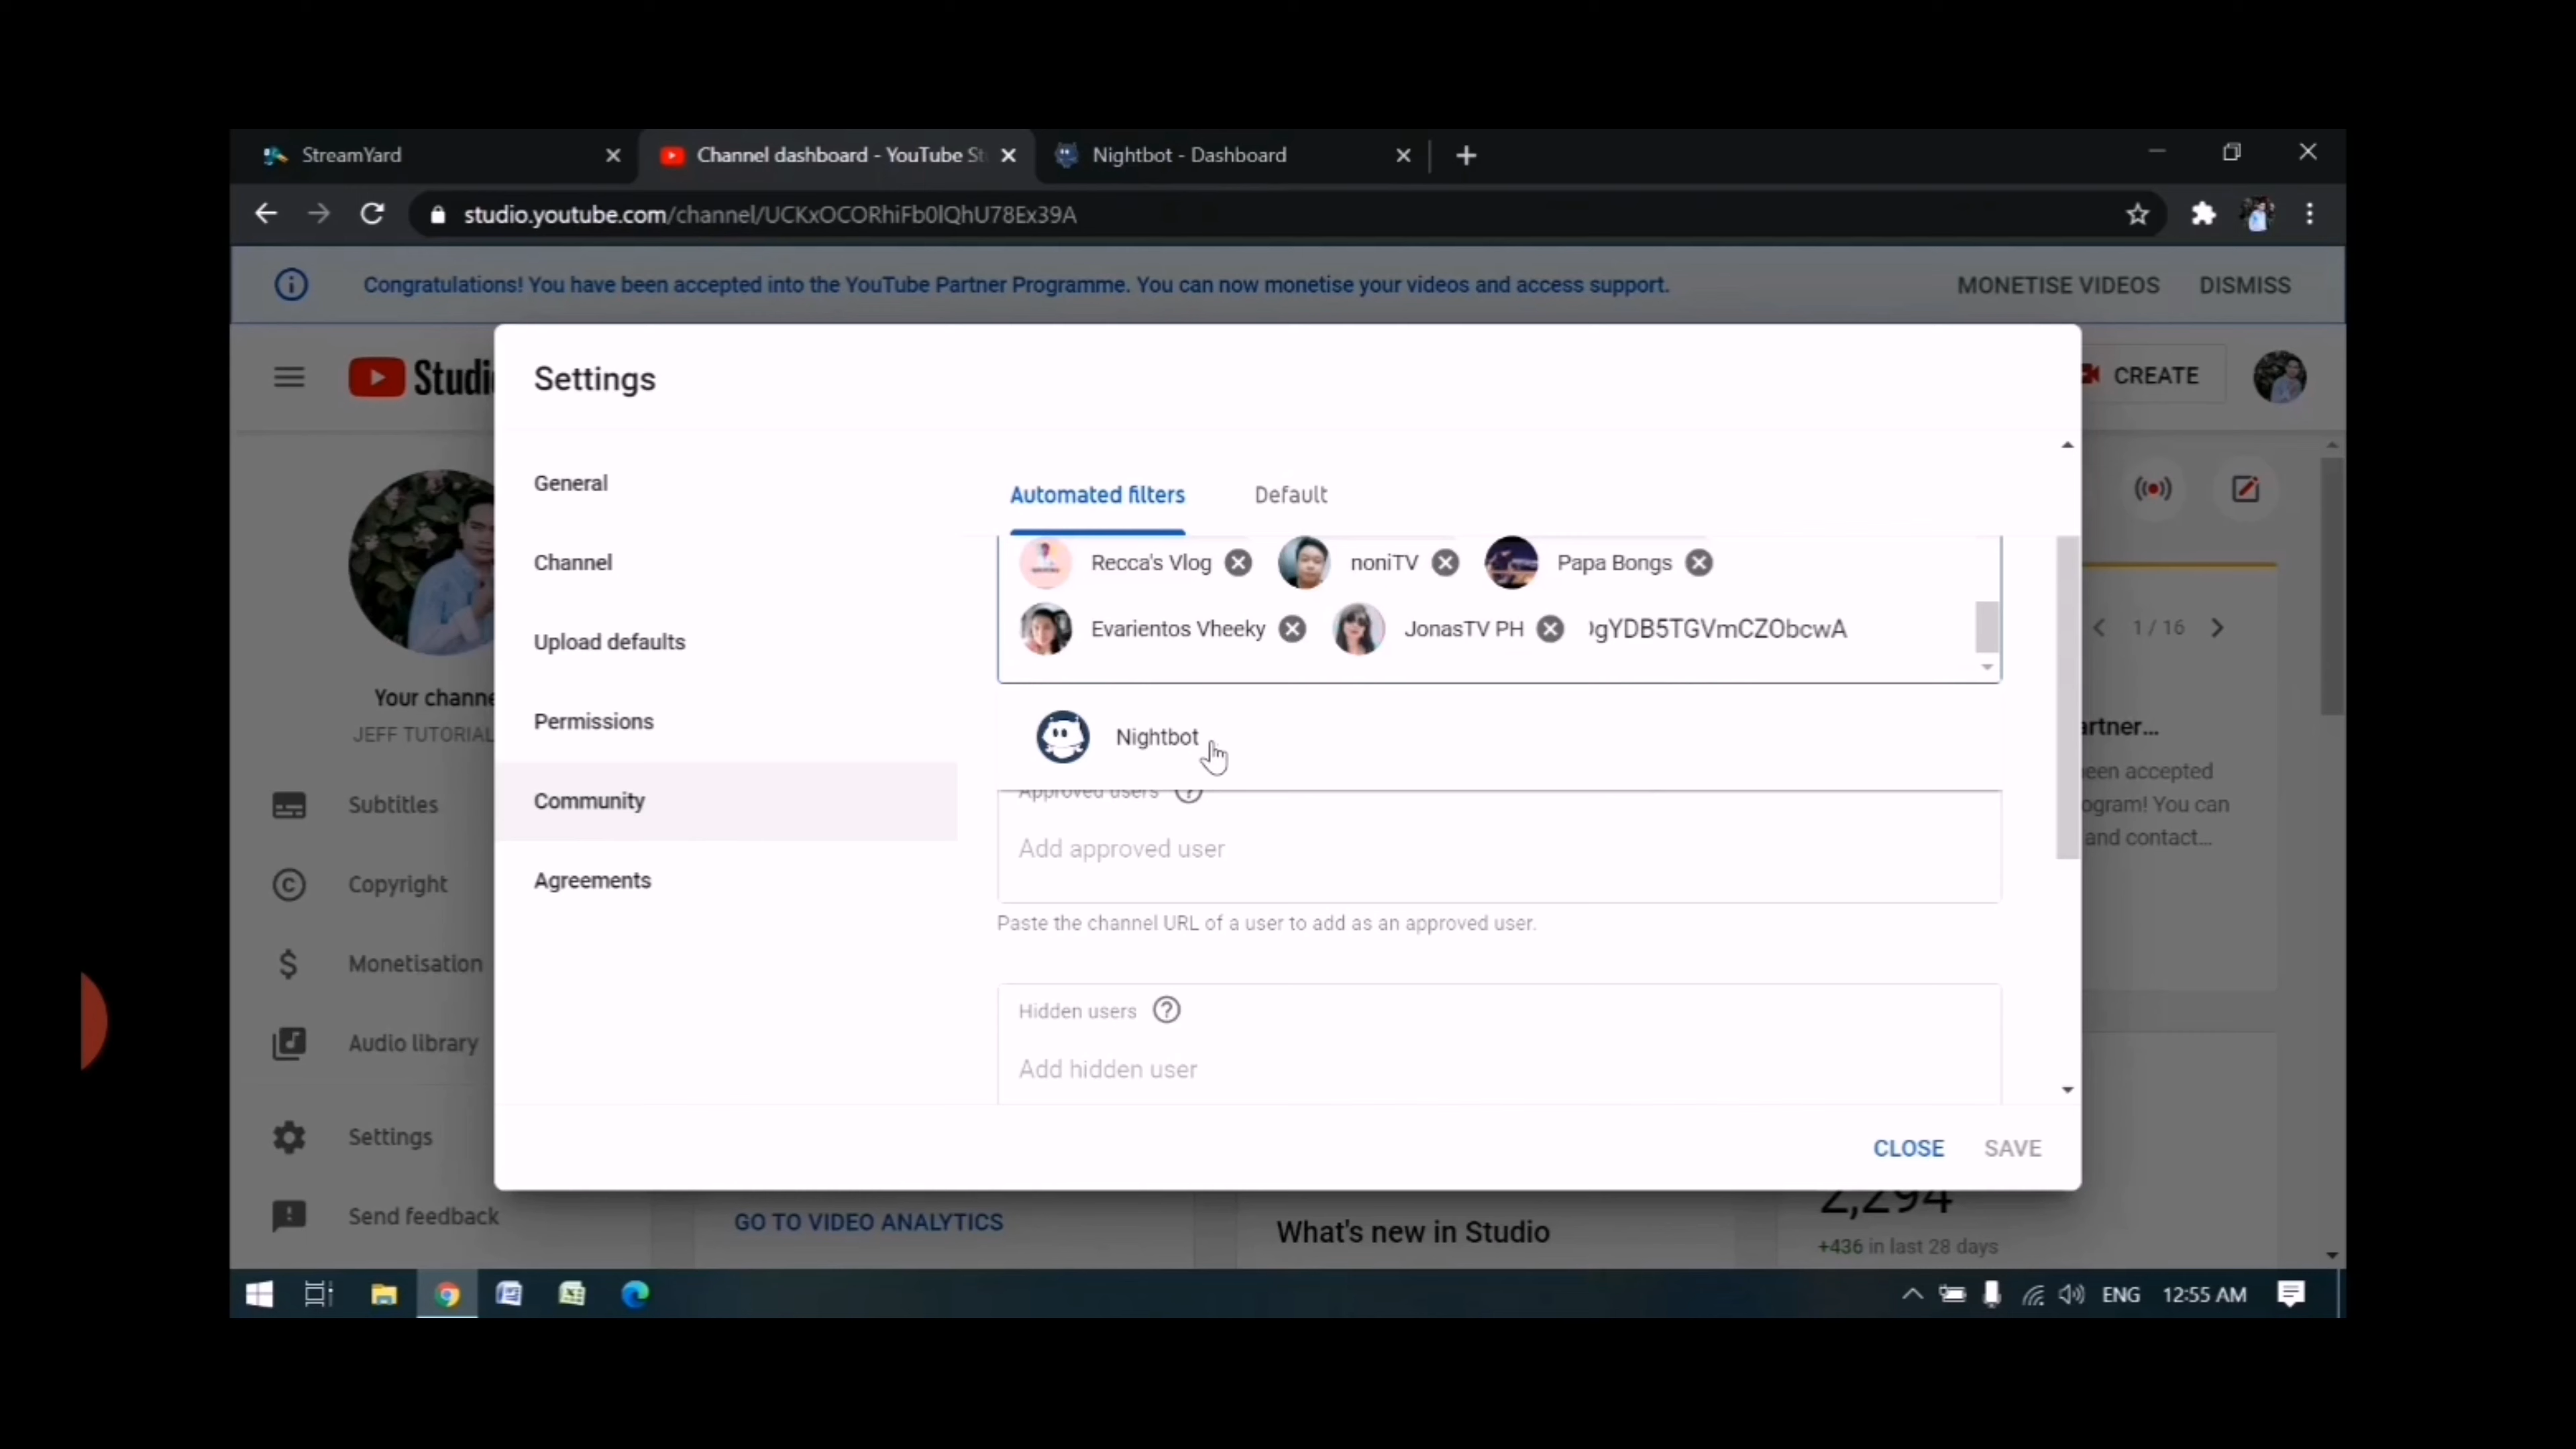 StreamYard
Channel dashboard - YouTube St
Nightbot - Dashboard
studio.youtube.com/channel/UCKxOCORhiFb0lQhU78Ex39A
Congratulations! You have been accepted into the YouTube Partner Programme. You can now monetise your videos and access support.
MONETISE VIDEOS
DISMISS
Studi
CREATE
Settings
General
Channel
Upload defaults
Permissions
Community
Agreements
Automated filters
Default
Recca's Vlog
noniTV
Papa Bongs
Evarientos Vheeky
JonasTV PH
gYDB5TGVmCZObcwA
Nightbot
Approved users
Add approved user
Paste the channel URL of a user to add as an approved user.
Hidden users
Add hidden user
CLOSE
SAVE
Your channe
JEFF TUTORIAL
Subtitles
Copyright
Monetisation
Audio library
Settings
Send feedback
1 / 16
artner...
een accepted
ogram! You can
and contact...
GO TO VIDEO ANALYTICS
What's new in Studio
2,294
+436 in last 28 days
ENG
12:55 AM